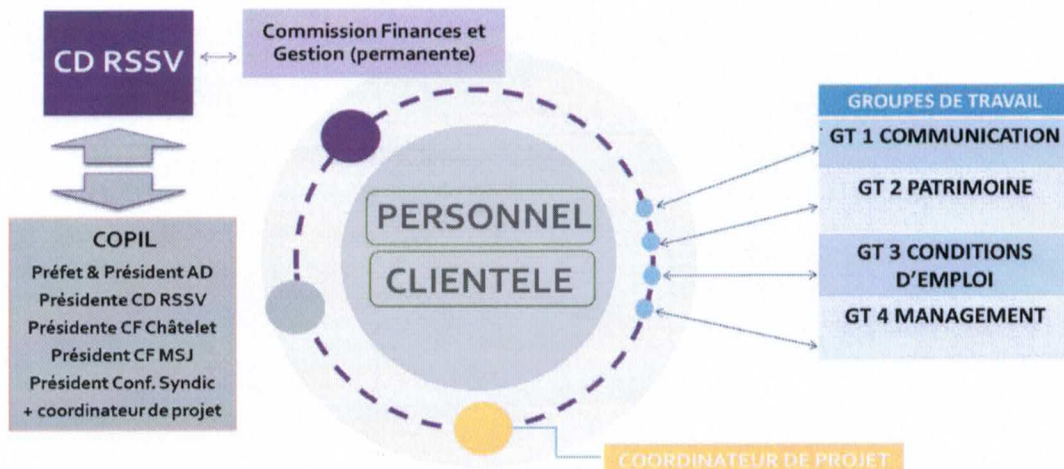 CD RSSV
Commission Finances et
Gestion (permanente)
COPIL
Préfet & Président AD
Présidente CD RSSV
Présidente CF Châtelet
Président CF MSJ
Président Conf. Syndic
+ coordinateur de projet
PERSONNEL
CLIENTELE
GROUPES DE TRAVAIL
GT 1 COMMUNICATION
GT 2 PATRIMOINE
GT 3 CONDITIONS
D'EMPLOI
GT 4 MANAGEMENT
COORDINATEUR DE PROJET